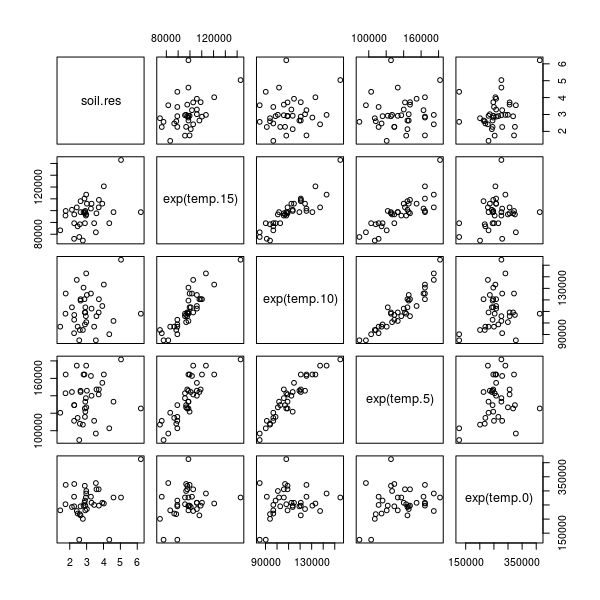 80000 120000 100000 160000
soil.res
2 3 4 5 6
80000 120000
exp(temp.15)
exp(temp.10)
90000 130000
100000 160000
exp(temp.5)
exp(temp.0)
150000 350000
2 3 4 5 6
90000 130000
150000 350000